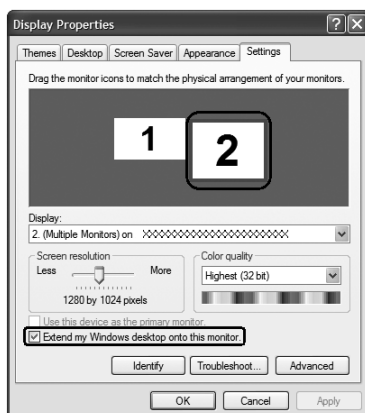 Display Properties
Themes Desktop Screen Saver Appearance Settings
Drag the monitor icons to match the physical arrangement of your monitors.
1 2
Display:
2. (Multiple Monitors) on XXXXXXXXXXXXXXXXXXXXXXX
Screen resolution Color quality
Less More Highest (32 bit)
1280 by 1024 pixels
Use this device as the primary monitor.
Extend my Windows desktop onto this monitor.
Identify Troubleshoot... Advanced
OK Cancel Apply